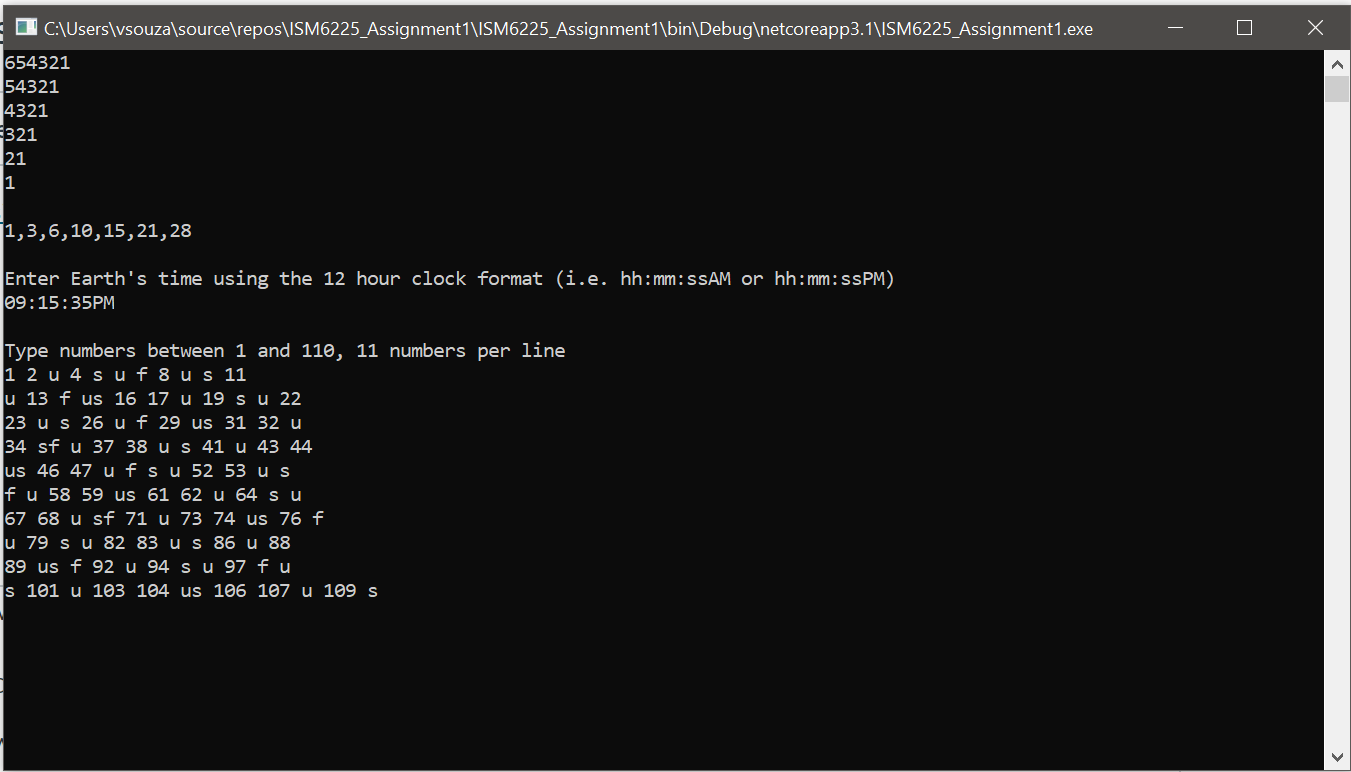 C:\Users\vsouza\source\repos\ISM6225_Assignment1\ISM6225_Assignment1\bin\Debug\netcoreapp3.1\ISM6225_Assignment1.exe
654321
54321
4321
321
21
1
1,3,6,10,15,21,28
Enter Earth's time using the 12 hour clock format (i.e. hh:mm:ssAM or hh:mm:ssPM)
09:15:35PM
Type numbers between 1 and 110, 11 numbers per line
1 2 u 4 s u f 8 u s 11
u 13 f us 16 17 u 19 s u 22
23 u s 26 u f 29 us 31 32 u
34 sf u 37 38 u s 41 u 43 44
us 46 47 u f s u 52 53 u s
f u 58 59 us 61 62 u 64 s u
67 68 u sf 71 u 73 74 us 76 f
u 79 s u 82 83 u s 86 u 88
89 us f 92 u 94 s u 97 f u
s 101 u 103 104 us 106 107 u 109 s